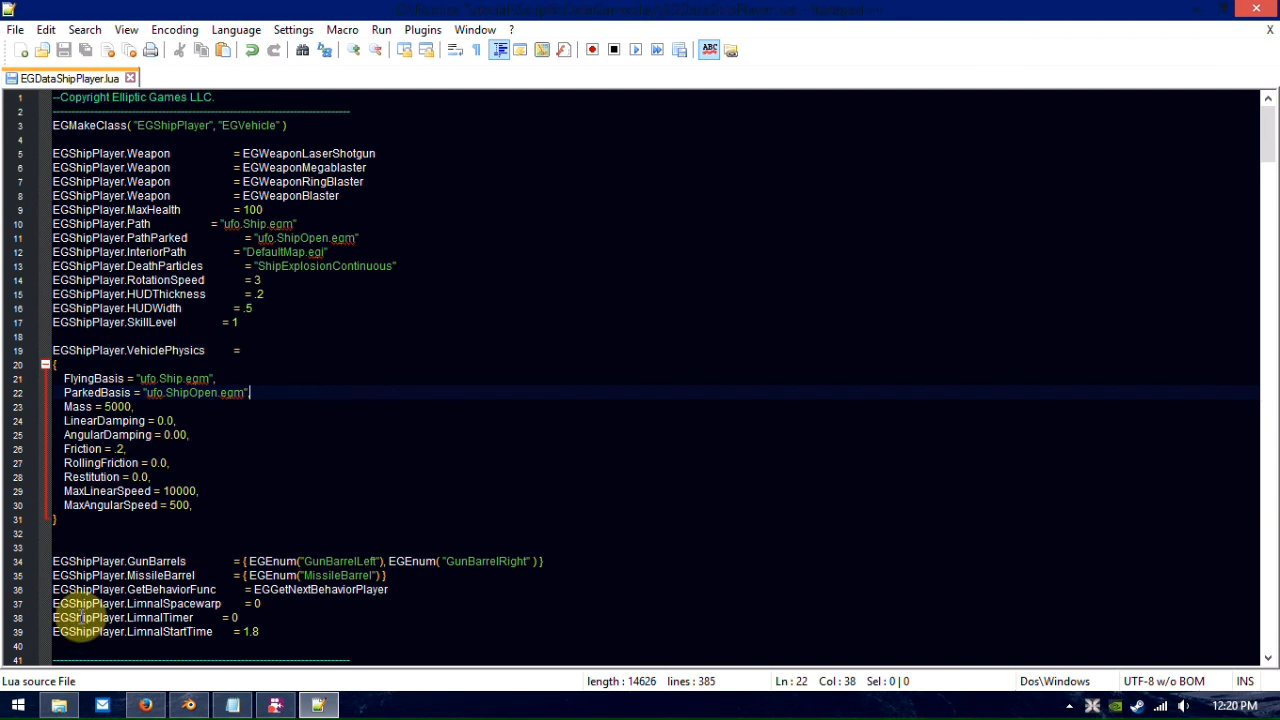 File Edit Search View Encoding Language Settings Macro Run Plugins Window ? X
ABC
EGDataShipPlayer.lua
1 --Copyright Elliptic Games LLC.
2 --------------------------------------------------------------------------------
3 EGMakeClass( "EGShipPlayer", "EGVehicle" )
4
5 EGShipPlayer.Weapon = EGWeaponLaserShotgun
6 EGShipPlayer.Weapon = EGWeaponMegablaster
7 EGShipPlayer.Weapon = EGWeaponRingBlaster
8 EGShipPlayer.Weapon = EGWeaponBlaster
9 EGShipPlayer.MaxHealth = 100
10 EGShipPlayer.Path = "ufo.Ship.egm"
11 EGShipPlayer.PathParked = "ufo.ShipOpen.egm"
12 EGShipPlayer.InteriorPath = "DefaultMap.egl"
13 EGShipPlayer.DeathParticles = "ShipExplosionContinuous"
14 EGShipPlayer.RotationSpeed = 3
15 EGShipPlayer.HUDThickness = .2
16 EGShipPlayer.HUDWidth = .5
17 EGShipPlayer.SkillLevel = 1
18
19 EGShipPlayer.VehiclePhysics =
20 {
21 FlyingBasis = "ufo.Ship.egm",
22 ParkedBasis = "ufo.ShipOpen.egm",
23 Mass = 5000,
24 LinearDamping = 0.0,
25 AngularDamping = 0.00,
26 Friction = .2,
27 RollingFriction = 0.0,
28 Restitution = 0.0,
29 MaxLinearSpeed = 10000,
30 MaxAngularSpeed = 500,
31 }
32
33
34 EGShipPlayer.GunBarrels = { EGEnum("GunBarrelLeft"), EGEnum( "GunBarrelRight" ) }
35 EGShipPlayer.MissileBarrel = { EGEnum("MissileBarrel") }
36 EGShipPlayer.GetBehaviorFunc = EGGetNextBehaviorPlayer
37 EGShipPlayer.LimnalSpacewarp = 0
38 EGShipPlayer.LimnalTimer = 0
39 EGShipPlayer.LimnalStartTime = 1.8
40
41 --------------------------------------------------------------------------------
Lua source File length : 14626 lines : 385 Ln : 22 Col : 38 Sel : 0 | 0 Dos\Windows UTF-8 w/o BOM INS
12:20 PM